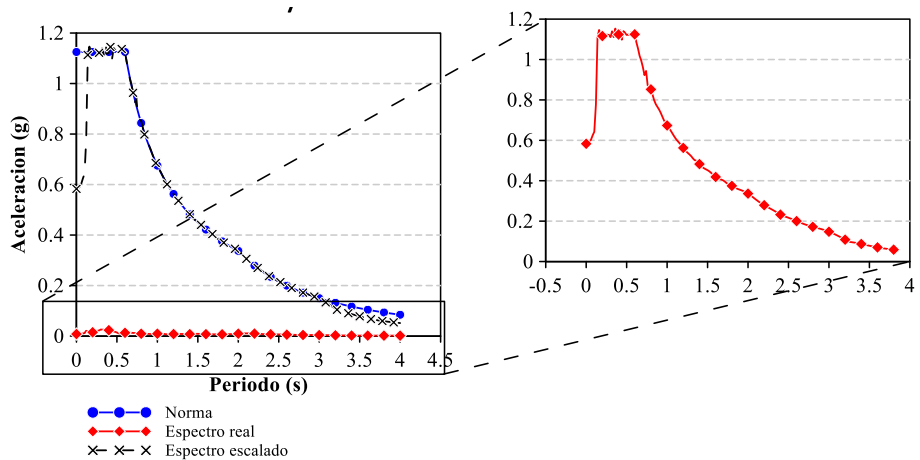 1.2
1
0.8
0.6
0.4
0.2
0
Aceleracion (g)
0 0.5 1 1.5 2 2.5 3 3.5 4 4.5
Periodo (s)
Norma
Espectro real
Espectro escalado
1.2
1
0.8
0.6
0.4
0.2
0
-0.5 0 0.5 1 1.5 2 2.5 3 3.5 4